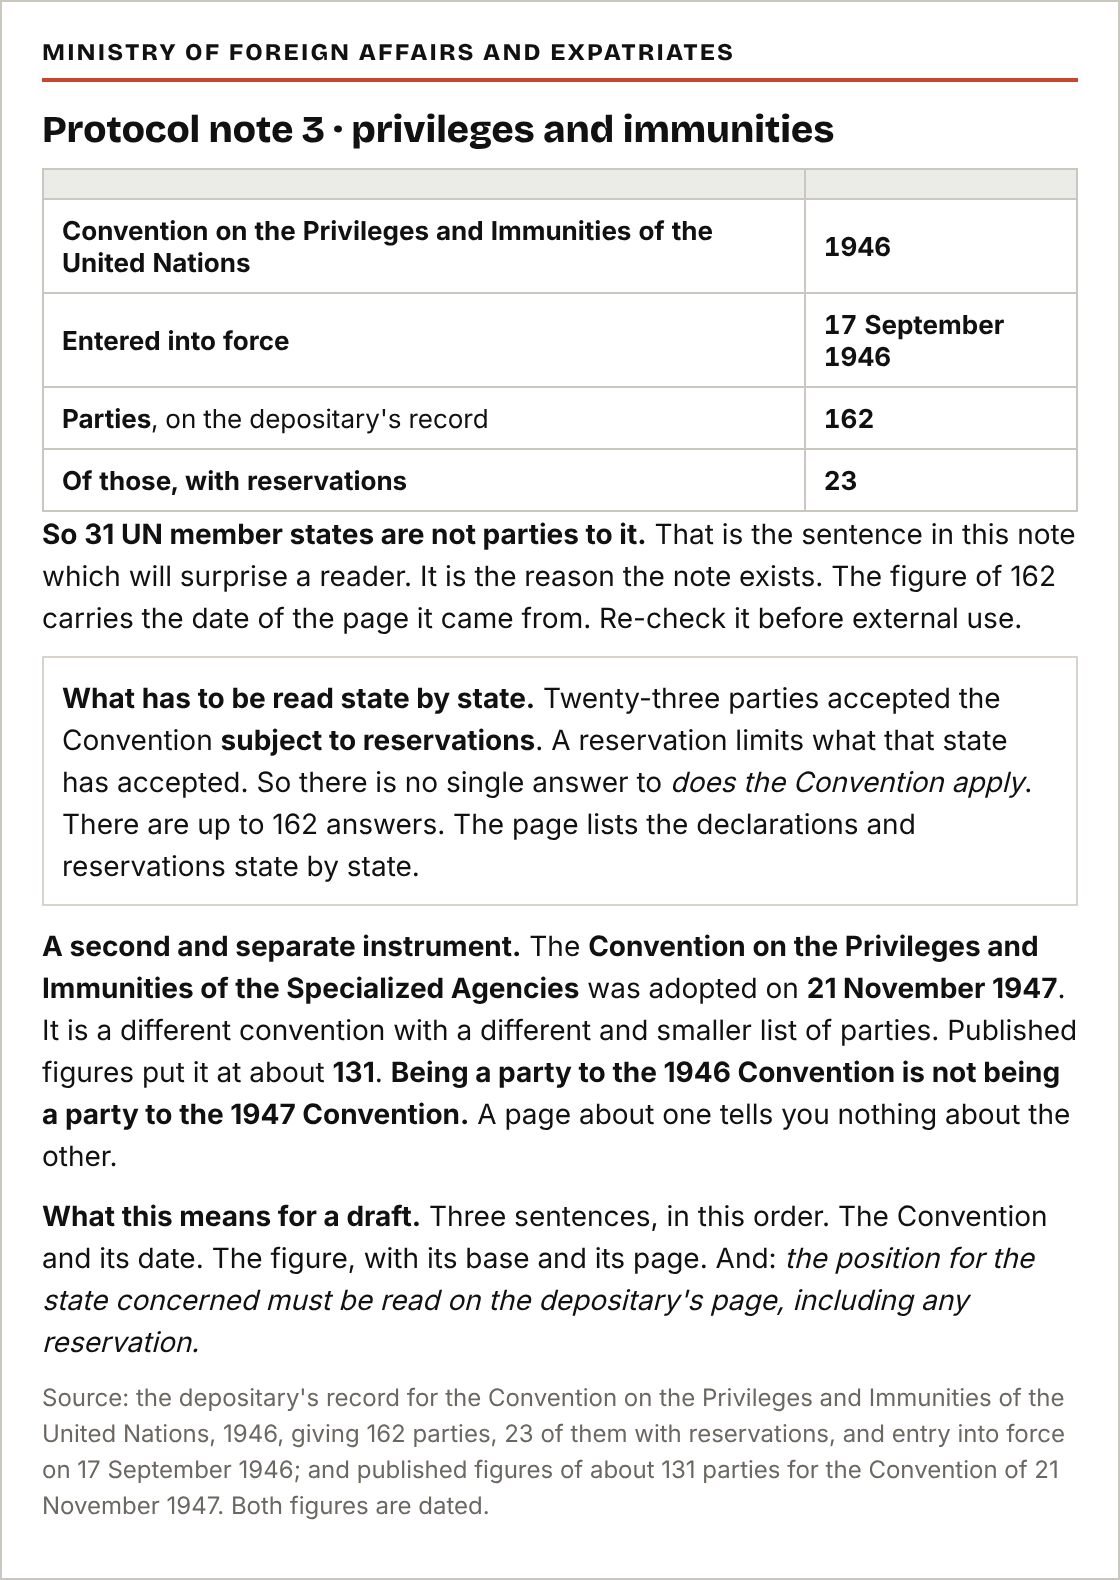 MINISTRY OF FOREIGN AFFAIRS AND EXPATRIATES
Protocol note 3 · privileges and immunities
Convention on the Privileges and Immunities of the
United Nations
1946
Entered into force
17 September
1946
Parties, on the depositary's record
162
Of those, with reservations
23
So 31 UN member states are not parties to it. That is the sentence in this note
which will surprise a reader. It is the reason the note exists. The figure of 162
carries the date of the page it came from. Re-check it before external use.
What has to be read state by state. Twenty-three parties accepted the
Convention subject to reservations. A reservation limits what that state
has accepted. So there is no single answer to does the Convention apply.
There are up to 162 answers. The page lists the declarations and
reservations state by state.
A second and separate instrument. The Convention on the Privileges and
Immunities of the Specialized Agencies was adopted on 21 November 1947.
It is a different convention with a different and smaller list of parties. Published
figures put it at about 131. Being a party to the 1946 Convention is not being
a party to the 1947 Convention. A page about one tells you nothing about the
other.
What this means for a draft. Three sentences, in this order. The Convention
and its date. The figure, with its base and its page. And: the position for the
state concerned must be read on the depositary's page, including any
reservation.
Source: the depositary's record for the Convention on the Privileges and Immunities of the
United Nations, 1946, giving 162 parties, 23 of them with reservations, and entry into force
on 17 September 1946; and published figures of about 131 parties for the Convention of 21
November 1947. Both figures are dated.